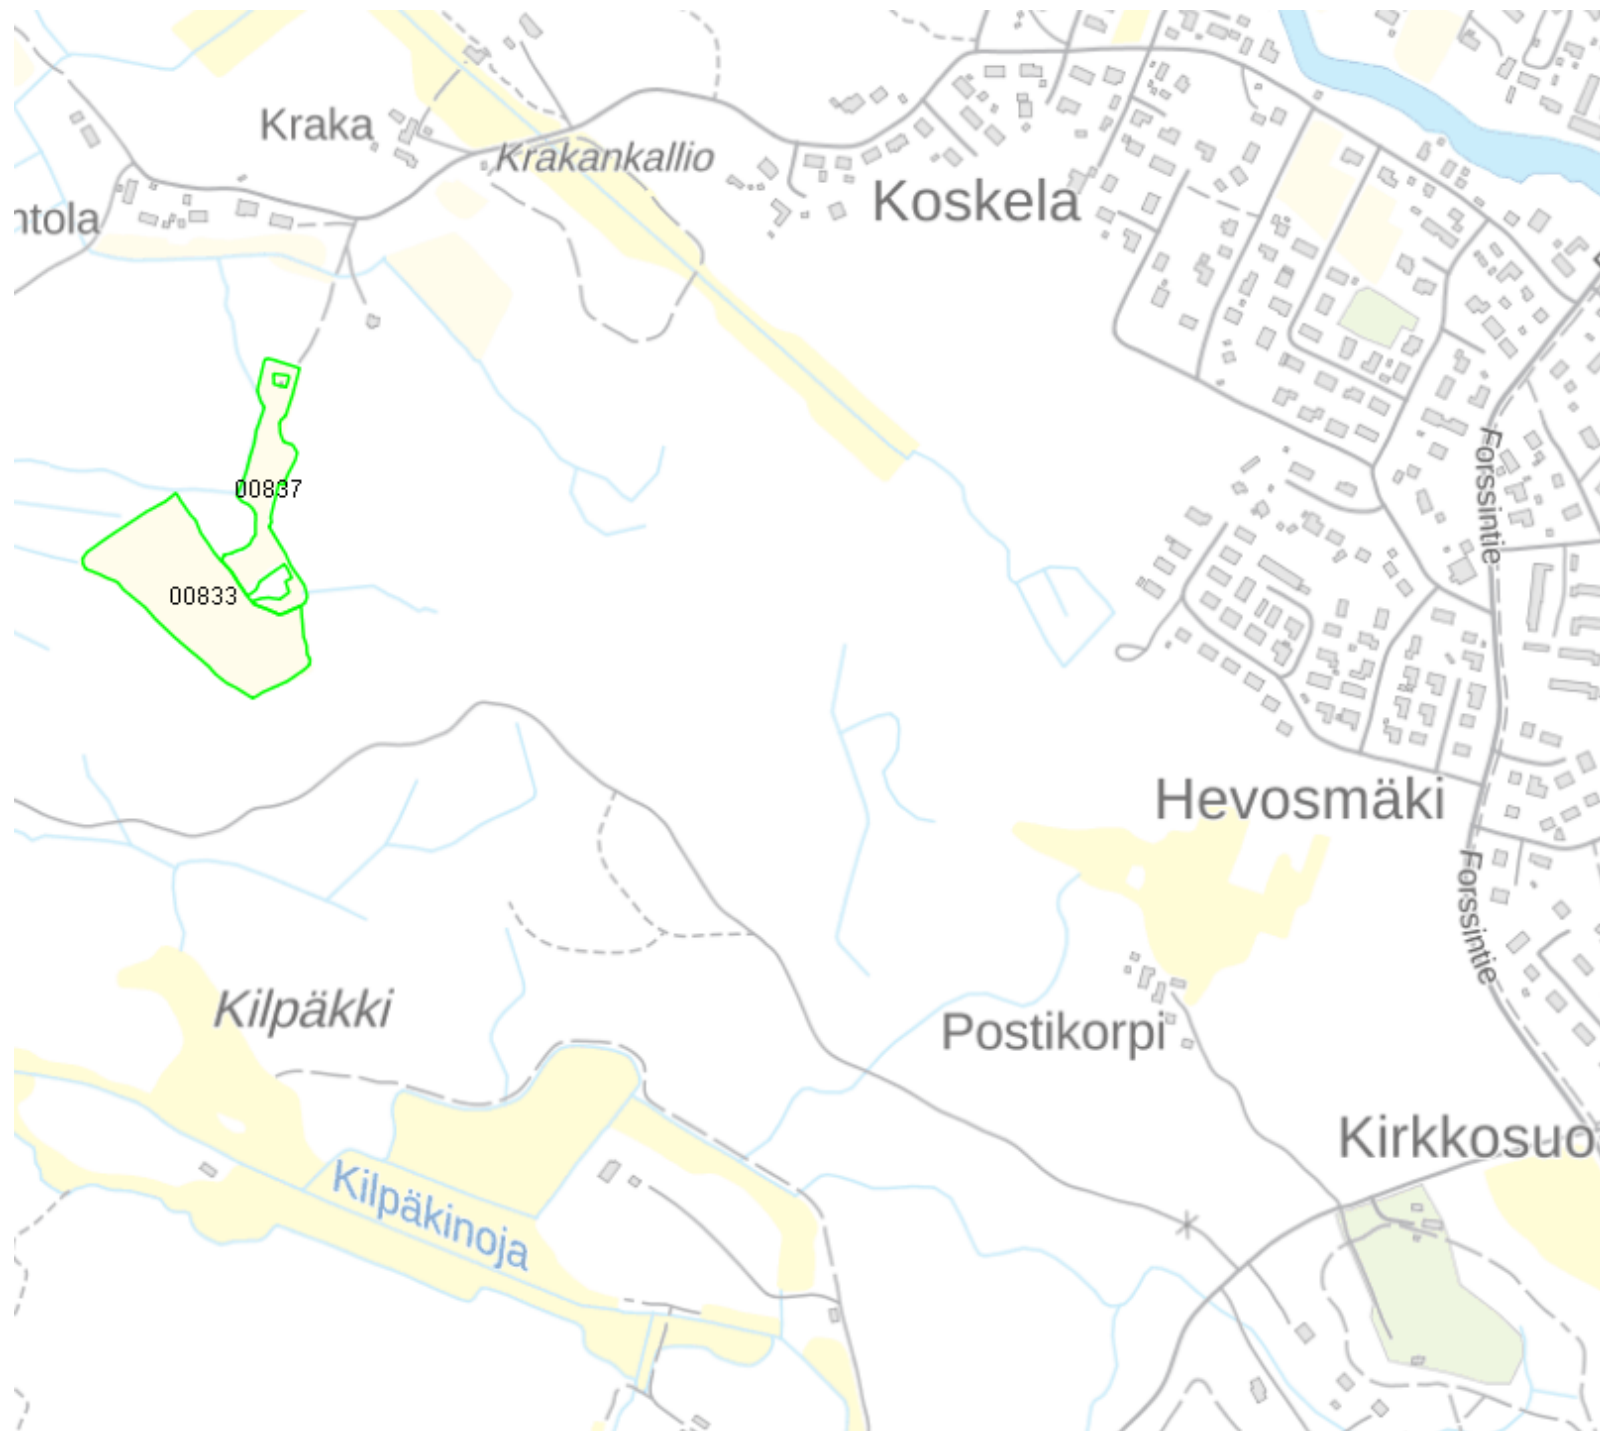 Kraka
Krakankallio
Koskela
ntola
Forssintie
00837
00833
Hevosmäki
Forssintie
Kilpäkki
Postikorpi
Kirkkosuo
Kilpäkinoja